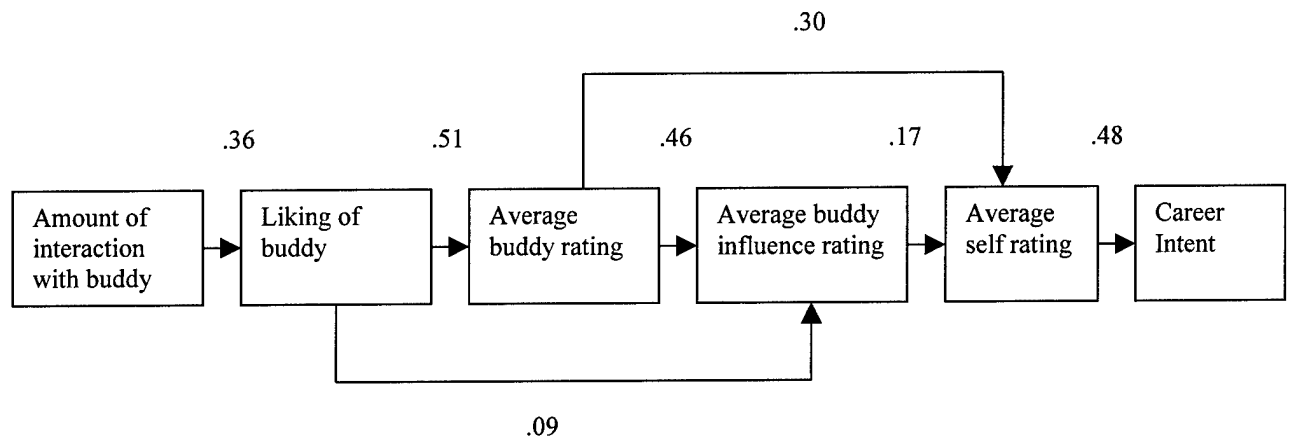 .30
.36
.51
.46
.17
.48
Amount of
interaction
with buddy
Liking of
buddy
Average
buddy rating
Average buddy
influence rating
Average
self rating
Career
Intent
.09